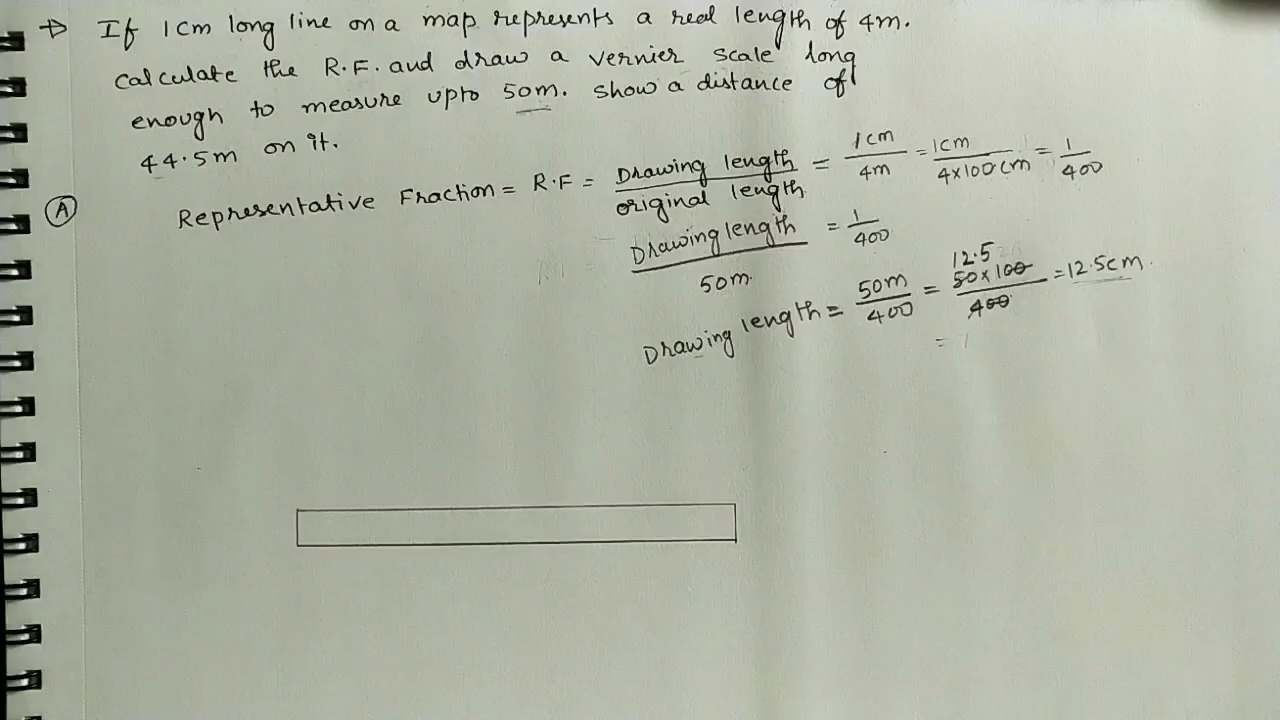 → If 1cm long line on a map represents a real length of 4m.
calculate the R.F. and draw a vernier scale long
enough to measure upto 50m. show a distance of
44.5m on it.
A Representative Fraction = R.F = Drawing length / original length = 1cm / 4m = 1cm / 4x100cm = 1 / 400
Drawing length / 50m. = 1 / 400
Drawing length = 50m / 400 = 12.5 50x100 / 400 = 12.5cm.
=